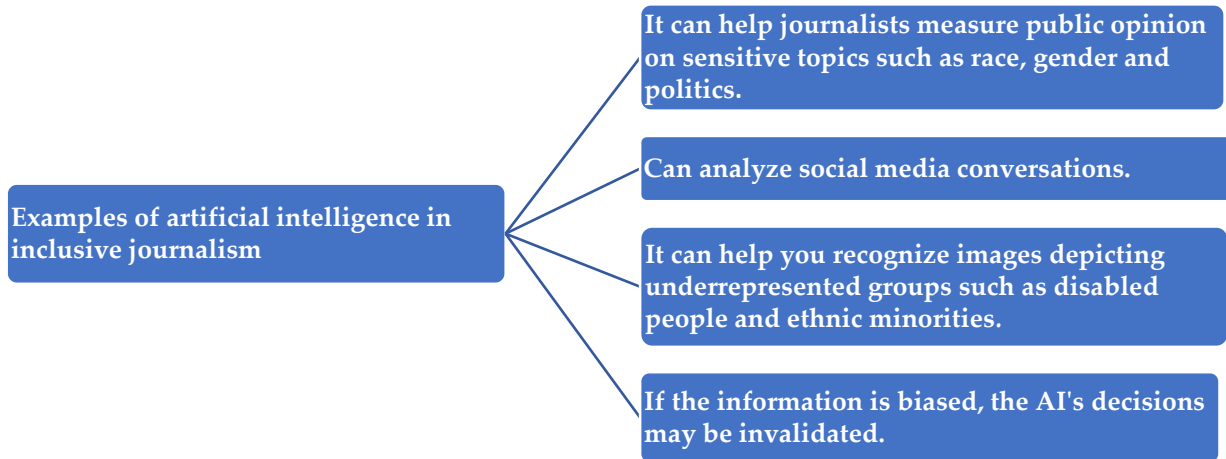 Examples of artificial intelligence in
inclusive journalism
It can help journalists measure public opinion
on sensitive topics such as race, gender and
politics.
Can analyze social media conversations.
It can help you recognize images depicting
underrepresented groups such as disabled
people and ethnic minorities.
If the information is biased, the AI's decisions
may be invalidated.